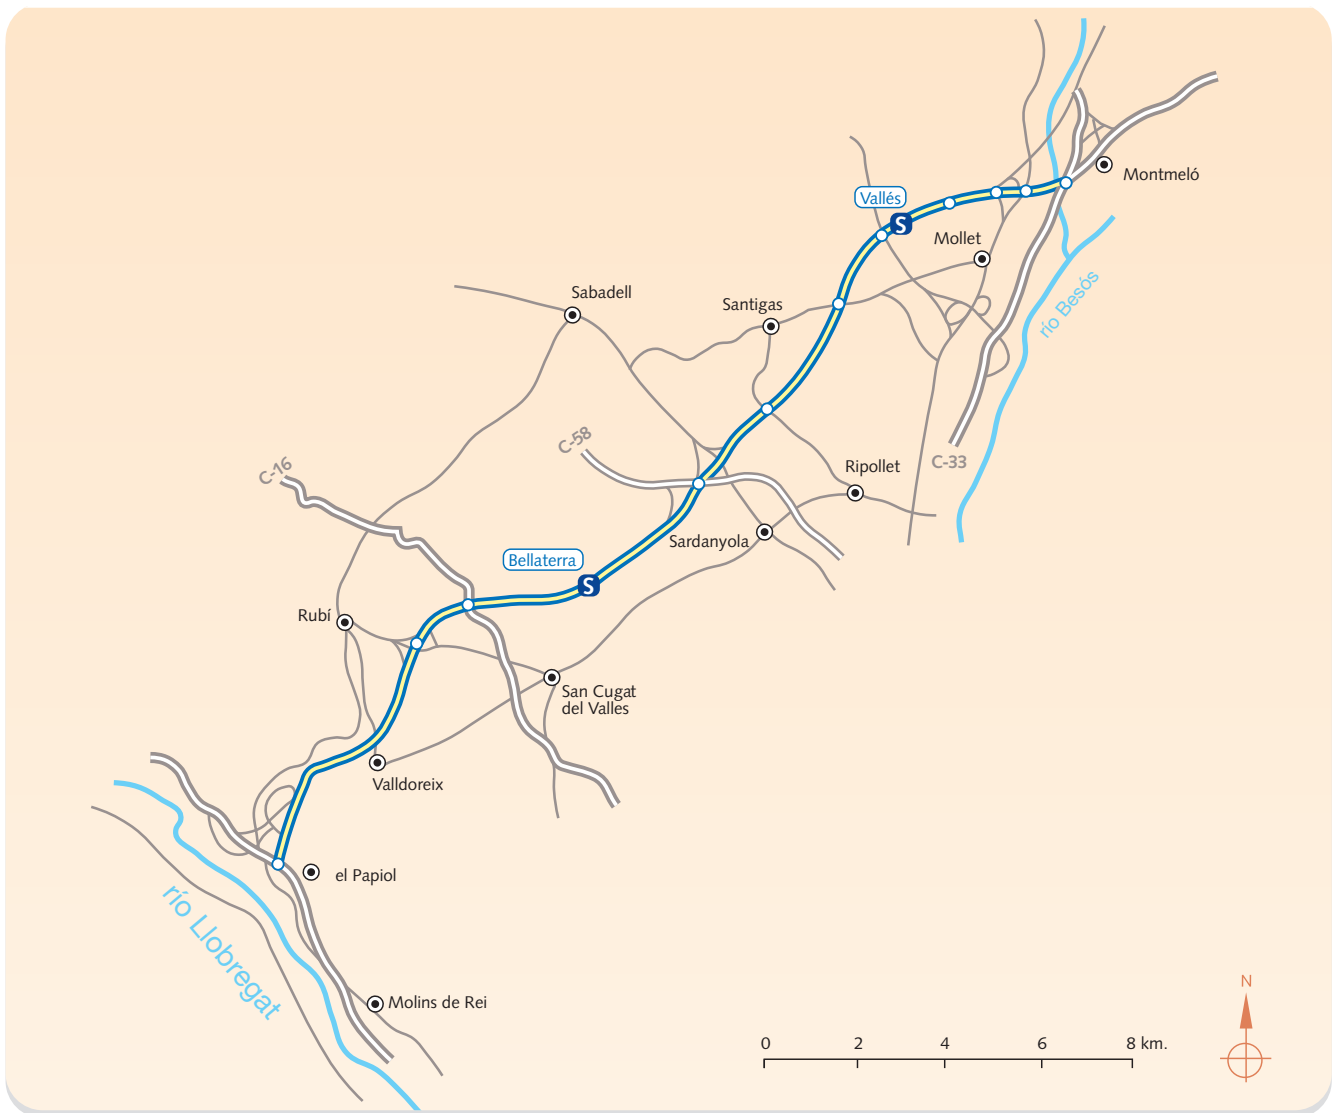 Montmeló
Vallés
S
Mollet
Sabadell
Santigas
río Besós
C-58
C-33
C-16
Ripollet
Sardanyola
Bellaterra
S
Rubí
San Cugat
del Valles
Valldoreix
el Papiol
río Llobregat
Molins de Rei
N
0 2 4 6 8 km.